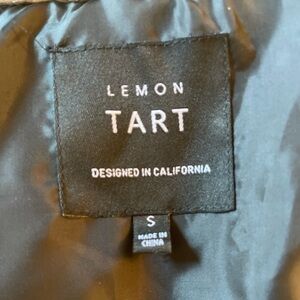 LEMON
TART
DESIGNED IN CALIFORNIA
S
MADE IN
CHINA